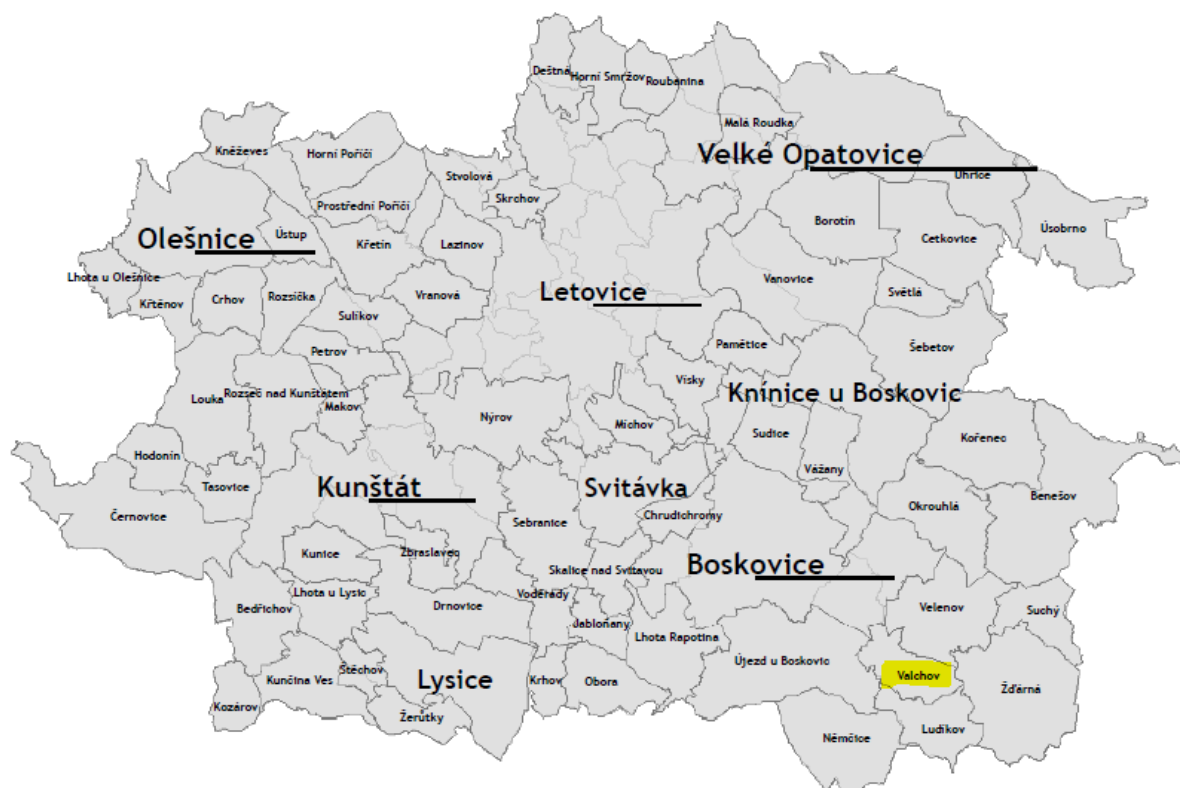 Deštná
Horní Smržov
Roubanina
Malá Roudka
Velké Opatovice
Kněževes
Horní Poříčí
Stvolová
Skrchov
Prostřední Poříčí
Uhřice
Borotín
Cetkovice
Úsobrno
Olešnice
Ústup
Křetín
Lazinov
Lhota u Olešnice
Křtěnov
Crhov
Rozsíčka
Vranová
Letovice
Vanovice
Světlá
Sulíkov
Petrov
Pamětice
Šebetov
Louka
Rozseč nad Kunštátem
Makov
Vísky
Knínice u Boskovic
Nýrov
Míchov
Sudice
Vážany
Kořenec
Hodonín
Tasovice
Kunštát
Svitávka
Benešov
Černovice
Sebranice
Chrudichromy
Okrouhlá
Kunice
Zbraslavec
Skalice nad Svitavou
Boskovice
Lhota u Lysic
Bedřichov
Drnovice
Voděrady
Jabloňany
Velenov
Suchý
Lhota Rapotina
Újezd u Boskovic
Valchov
Žďárná
Kunčina Ves
Štěchov
Lysice
Krhov
Obora
Kozárov
Žerůtky
Němčice
Ludíkov